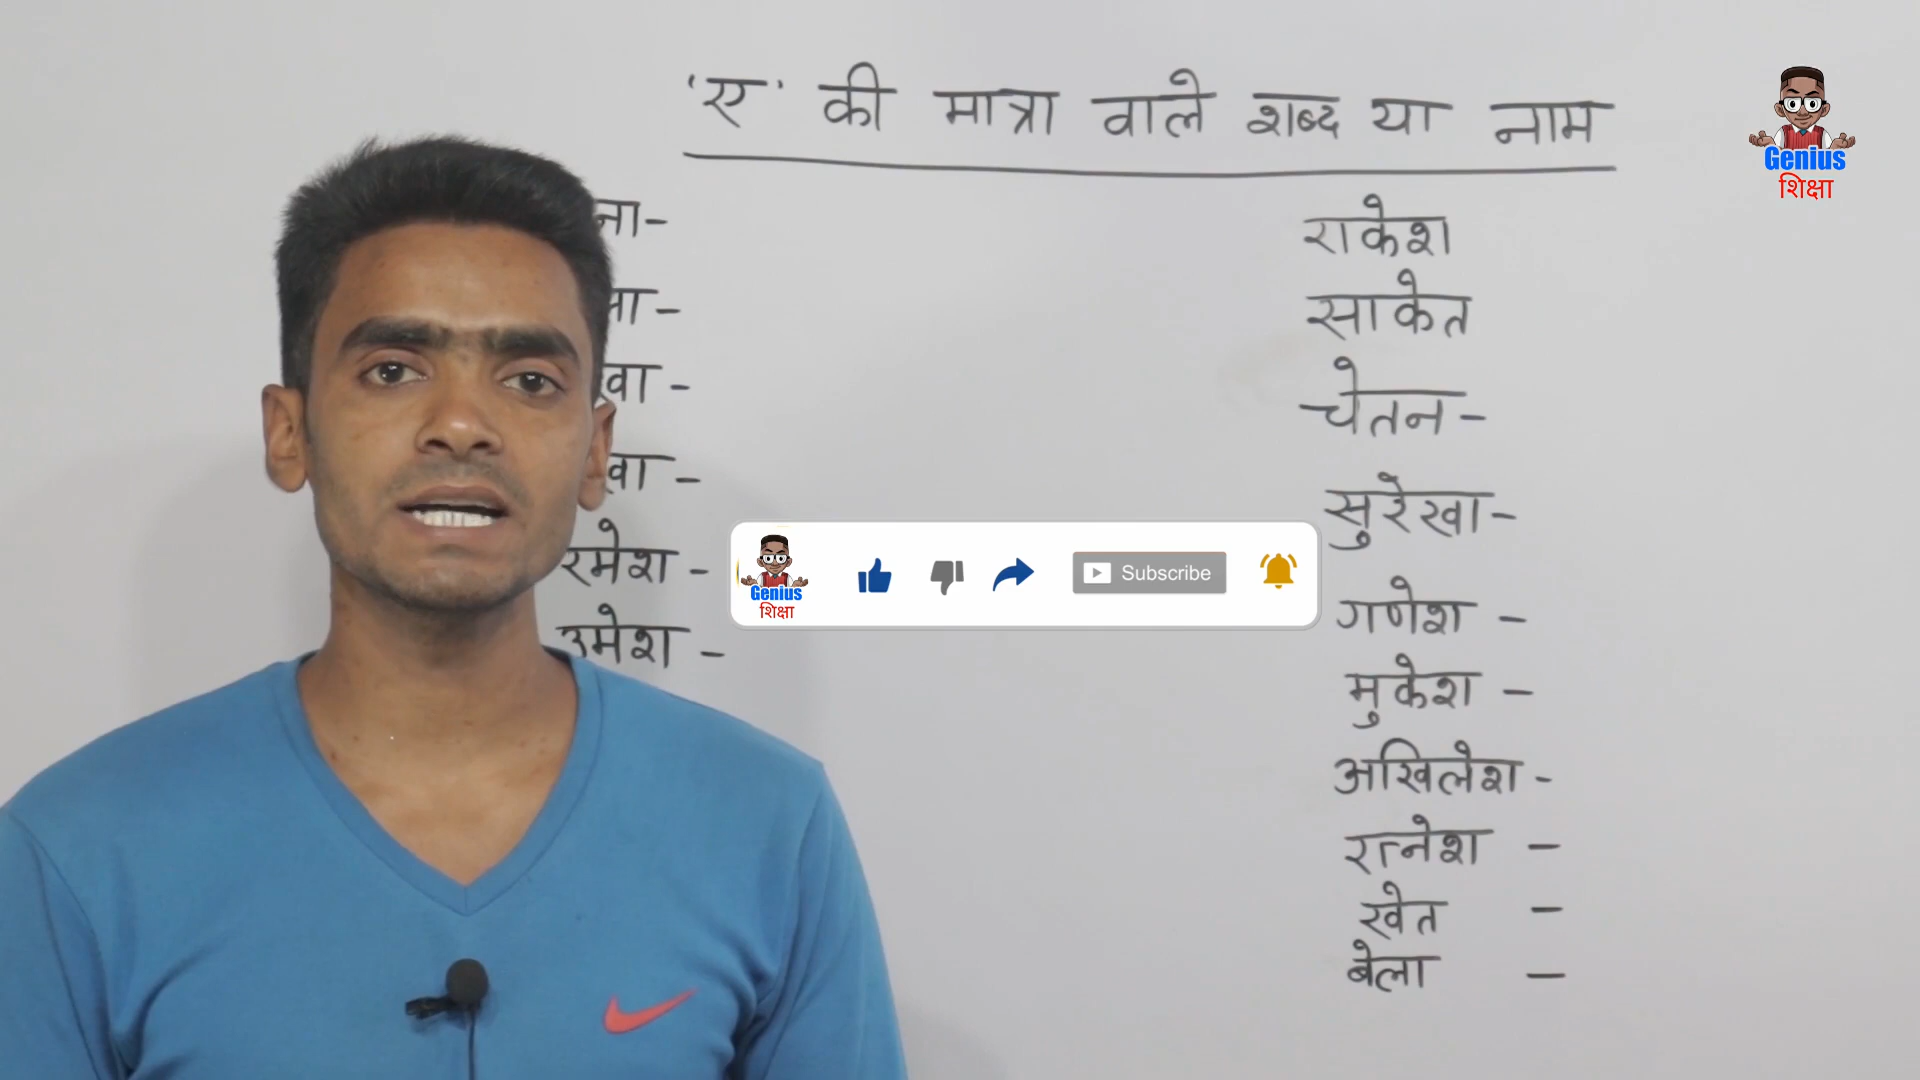 'ए' की मात्रा वाले शब्द या नाम
Genius
शिक्षा
रमेश -
उमेश -
राकेश
साकेत
चेतन -
सुरेखा -
गणेश -
मुकेश -
अखिलेश -
रत्नेश -
खेत -
बेला -
Genius
शिक्षा
Subscribe